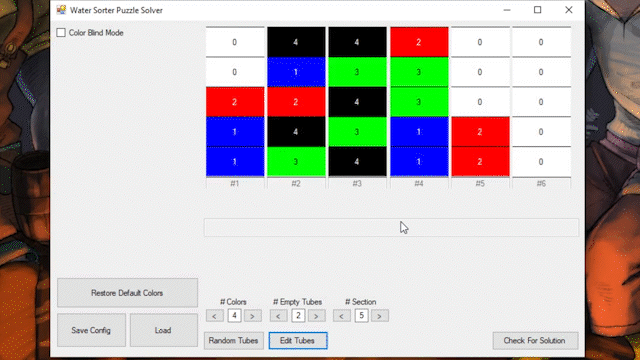 Water Sorter Puzzle Solver
Color Blind Mode
0 4 4 2 0 0
0 1 3 3 0 0
2 2 4 3 0 0
1 4 3 1 2 0
1 3 4 1 2 0
#1 #2 #3 #4 #5 #6
Restore Default Colors
# Colors # Empty Tubes # Section
< 4 > < 2 > < 5 >
Save Config Load
Random Tubes Edit Tubes Check For Solution